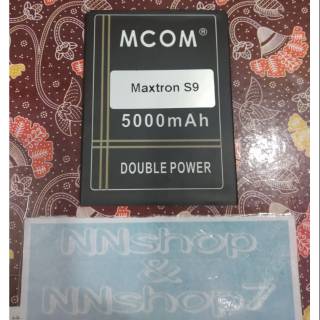 MCOM®
Maxtron S9
5000mAh
DOUBLE POWER
NNshop
&
NNshop7